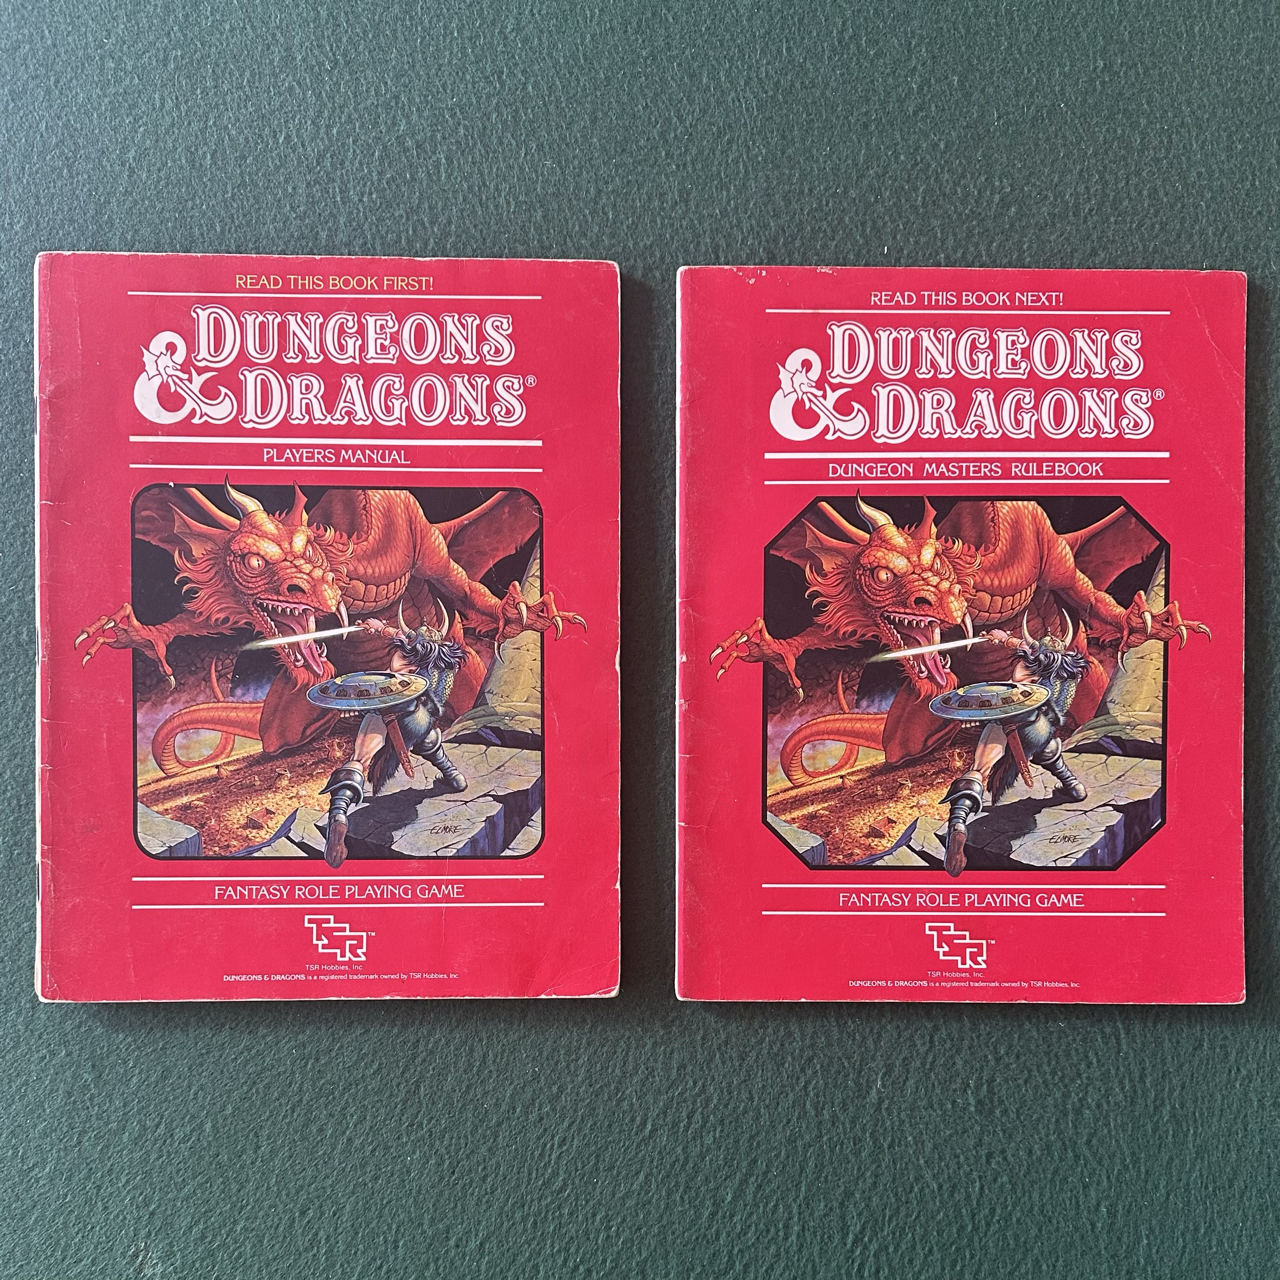 READ THIS BOOK FIRST!
DUNGEONS
& DRAGONS®
PLAYERS MANUAL
ELMORE
FANTASY ROLE PLAYING GAME
TSR™
TSR Hobbies, Inc.
DUNGEONS & DRAGONS is a registered trademark owned by TSR Hobbies, Inc.
READ THIS BOOK NEXT!
DUNGEONS
& DRAGONS®
DUNGEON MASTERS RULEBOOK
ELMORE
FANTASY ROLE PLAYING GAME
TSR™
TSR Hobbies, Inc.
DUNGEONS & DRAGONS is a registered trademark owned by TSR Hobbies, Inc.